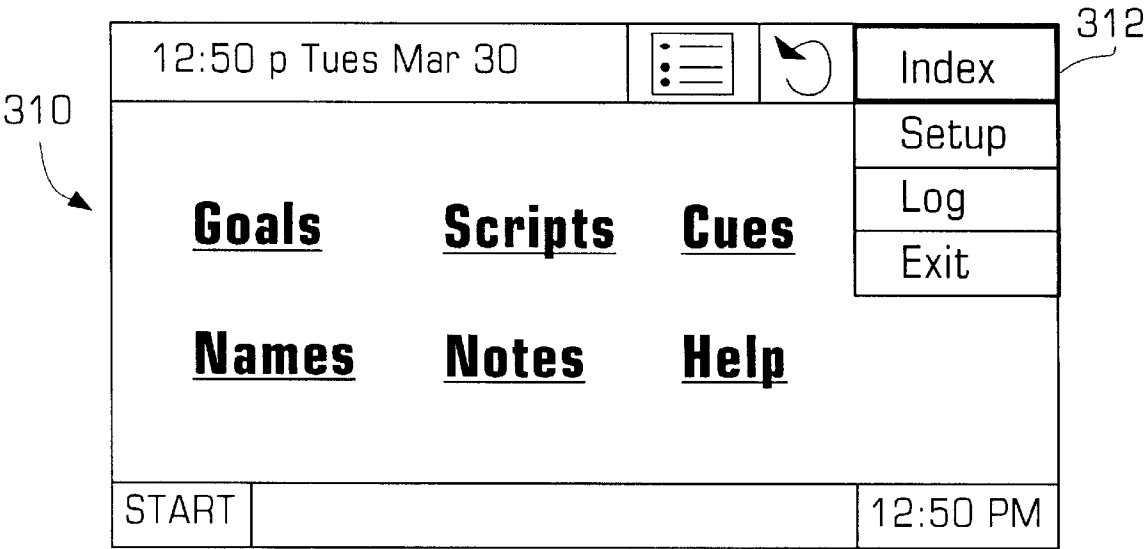 312
12:50 p Tues Mar 30 Index
310
Setup
Log
Goals Scripts Cues
Exit
Names Notes Help
START 12:50 PM